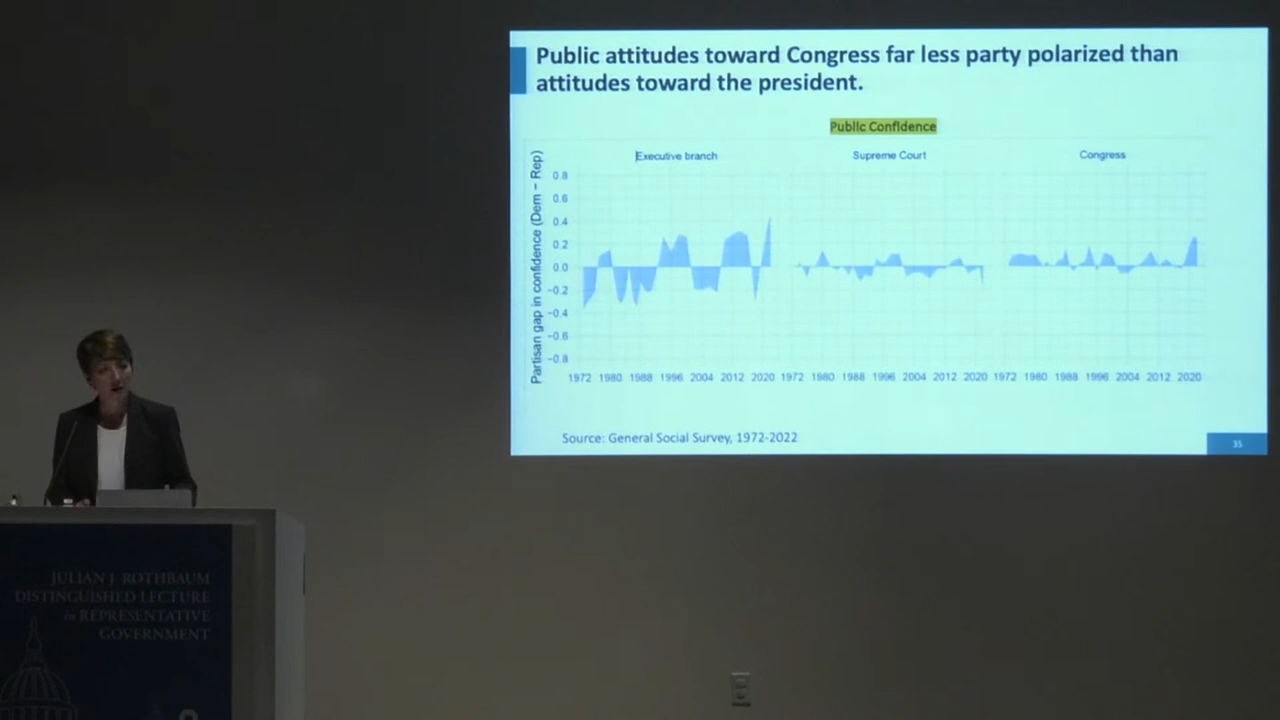 Public attitudes toward Congress far less party polarized than
attitudes toward the president.
Public Confidence
Executive branch
Supreme Court
Congress
Partisan gap in confidence (Dem – Rep)
0.8
0.6
0.4
0.2
0.0
−0.2
−0.4
−0.6
−0.8
1972 1980 1988 1996 2004 2012 2020
1972 1980 1988 1996 2004 2012 2020
1972 1980 1988 1996 2004 2012 2020
Source: General Social Survey, 1972-2022
35
JULIAN J. ROTHBAUM
DISTINGUISHED LECTURE
in REPRESENTATIVE
GOVERNMENT